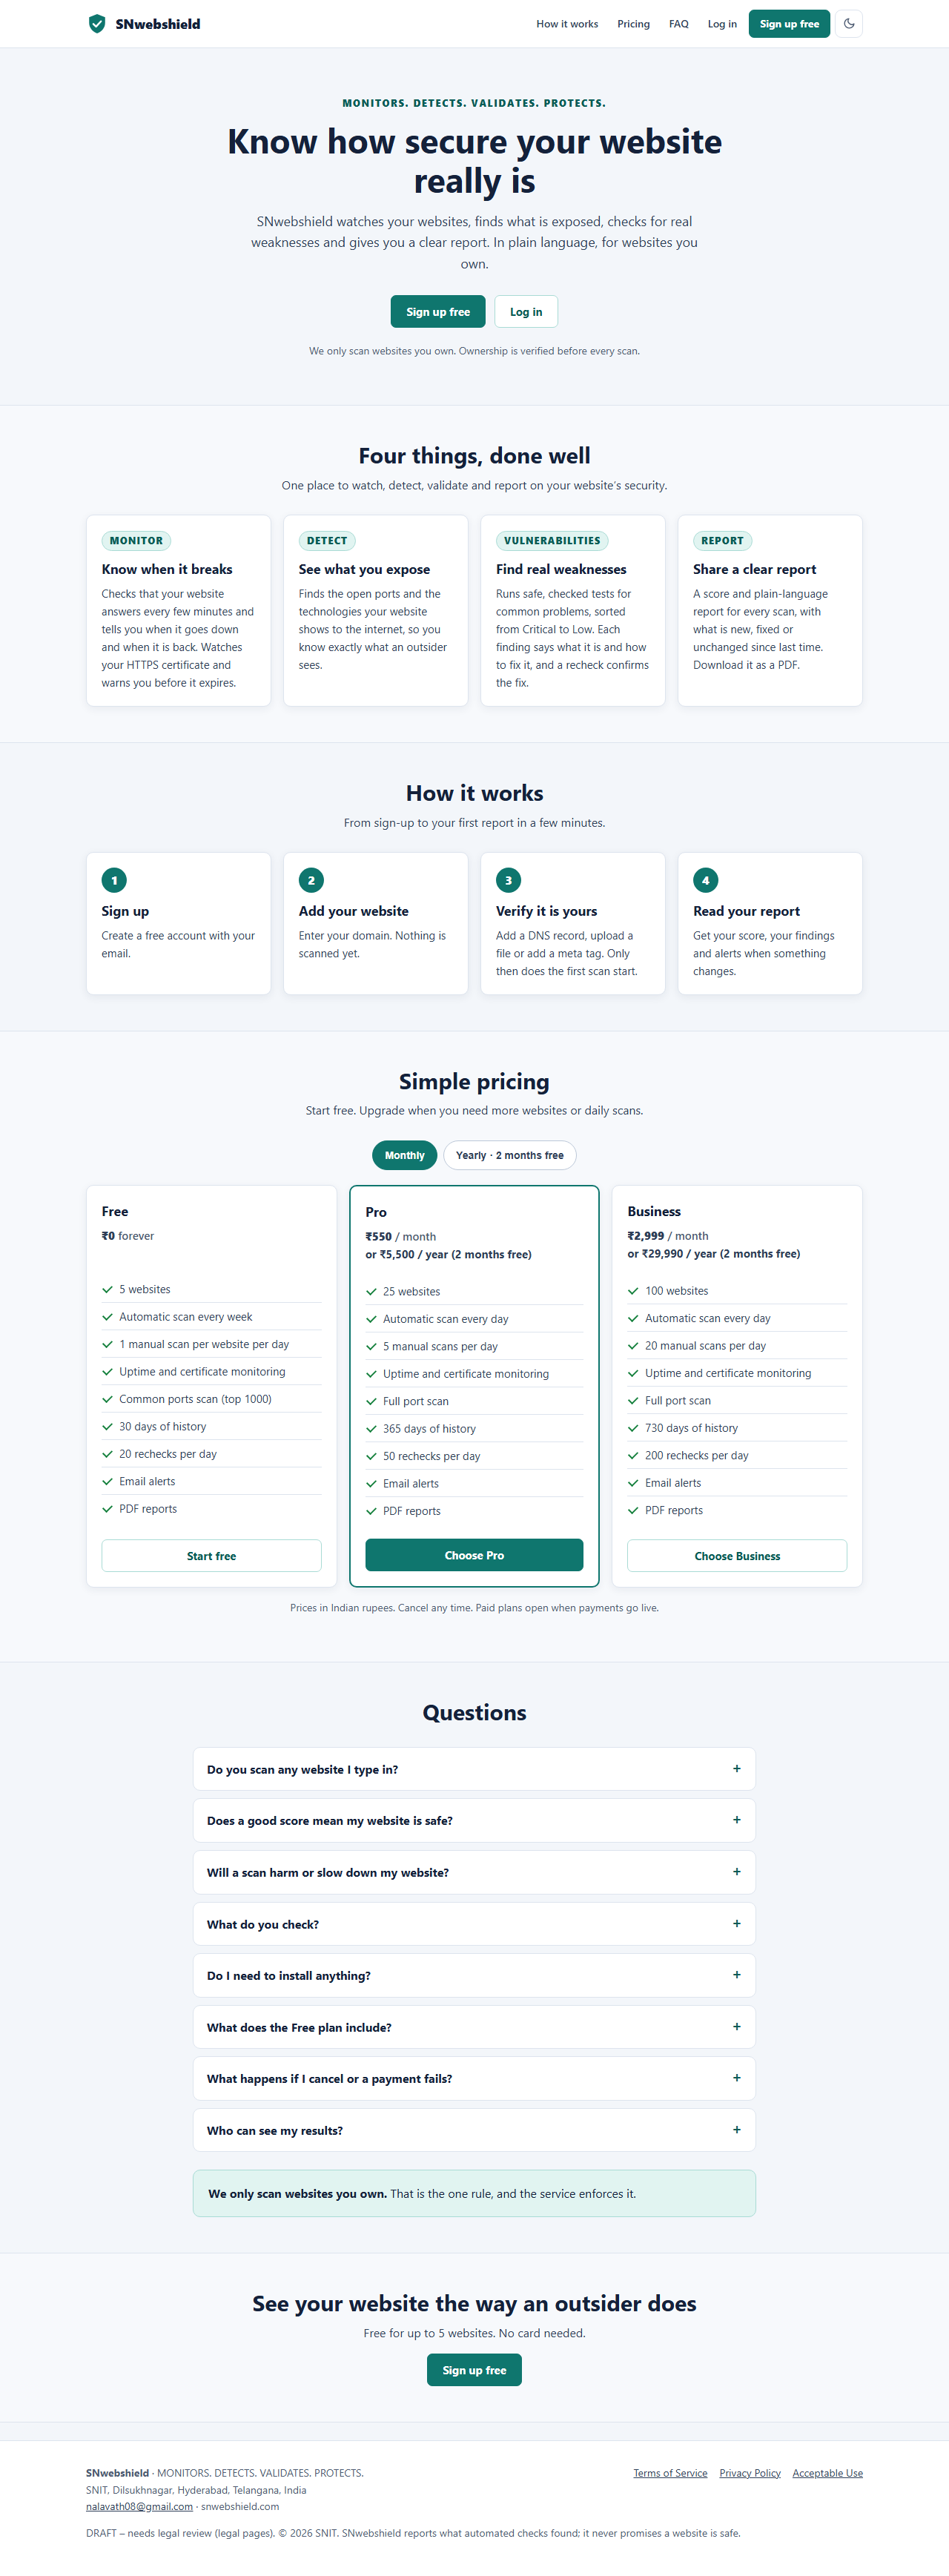 SNwebshield
How it works
Pricing
FAQ
Log in
Sign up free
MONITORS. DETECTS. VALIDATES. PROTECTS.
Know how secure your website
really is
SNwebshield watches your websites, finds what is exposed, checks for real
weaknesses and gives you a clear report. In plain language, for websites you
own.
Sign up free
Log in
We only scan websites you own. Ownership is verified before every scan.
Four things, done well
One place to watch, detect, validate and report on your website's security.
MONITOR
Know when it breaks
Checks that your website
answers every few minutes and
tells you when it goes down
and when it is back. Watches
your HTTPS certificate and
warns you before it expires.
DETECT
See what you expose
Finds the open ports and the
technologies your website
shows to the internet, so you
know exactly what an outsider
sees.
VULNERABILITIES
Find real weaknesses
Runs safe, checked tests for
common problems, sorted
from Critical to Low. Each
finding says what it is and how
to fix it, and a recheck confirms
the fix.
REPORT
Share a clear report
A score and plain-language
report for every scan, with
what is new, fixed or
unchanged since last time.
Download it as a PDF.
How it works
From sign-up to your first report in a few minutes.
1
Sign up
Create a free account with your
email.
2
Add your website
Enter your domain. Nothing is
scanned yet.
3
Verify it is yours
Add a DNS record, upload a
file or add a meta tag. Only
then does the first scan start.
4
Read your report
Get your score, your findings
and alerts when something
changes.
Simple pricing
Start free. Upgrade when you need more websites or daily scans.
Monthly
Yearly · 2 months free
Free
₹0 forever
5 websites
Automatic scan every week
1 manual scan per website per day
Uptime and certificate monitoring
Common ports scan (top 1000)
30 days of history
20 rechecks per day
Email alerts
PDF reports
Start free
Pro
₹550 / month
or ₹5,500 / year (2 months free)
25 websites
Automatic scan every day
5 manual scans per day
Uptime and certificate monitoring
Full port scan
365 days of history
50 rechecks per day
Email alerts
PDF reports
Choose Pro
Business
₹2,999 / month
or ₹29,990 / year (2 months free)
100 websites
Automatic scan every day
20 manual scans per day
Uptime and certificate monitoring
Full port scan
730 days of history
200 rechecks per day
Email alerts
PDF reports
Choose Business
Prices in Indian rupees. Cancel any time. Paid plans open when payments go live.
Questions
Do you scan any website I type in? +
Does a good score mean my website is safe? +
Will a scan harm or slow down my website? +
What do you check? +
Do I need to install anything? +
What does the Free plan include? +
What happens if I cancel or a payment fails? +
Who can see my results? +
We only scan websites you own. That is the one rule, and the service enforces it.
See your website the way an outsider does
Free for up to 5 websites. No card needed.
Sign up free
SNwebshield · MONITORS. DETECTS. VALIDATES. PROTECTS.
SNIT, Dilsukhnagar, Hyderabad, Telangana, India
nalavath08@gmail.com · snwebshield.com
Terms of Service
Privacy Policy
Acceptable Use
DRAFT – needs legal review (legal pages). © 2026 SNIT. SNwebshield reports what automated checks found; it never promises a website is safe.